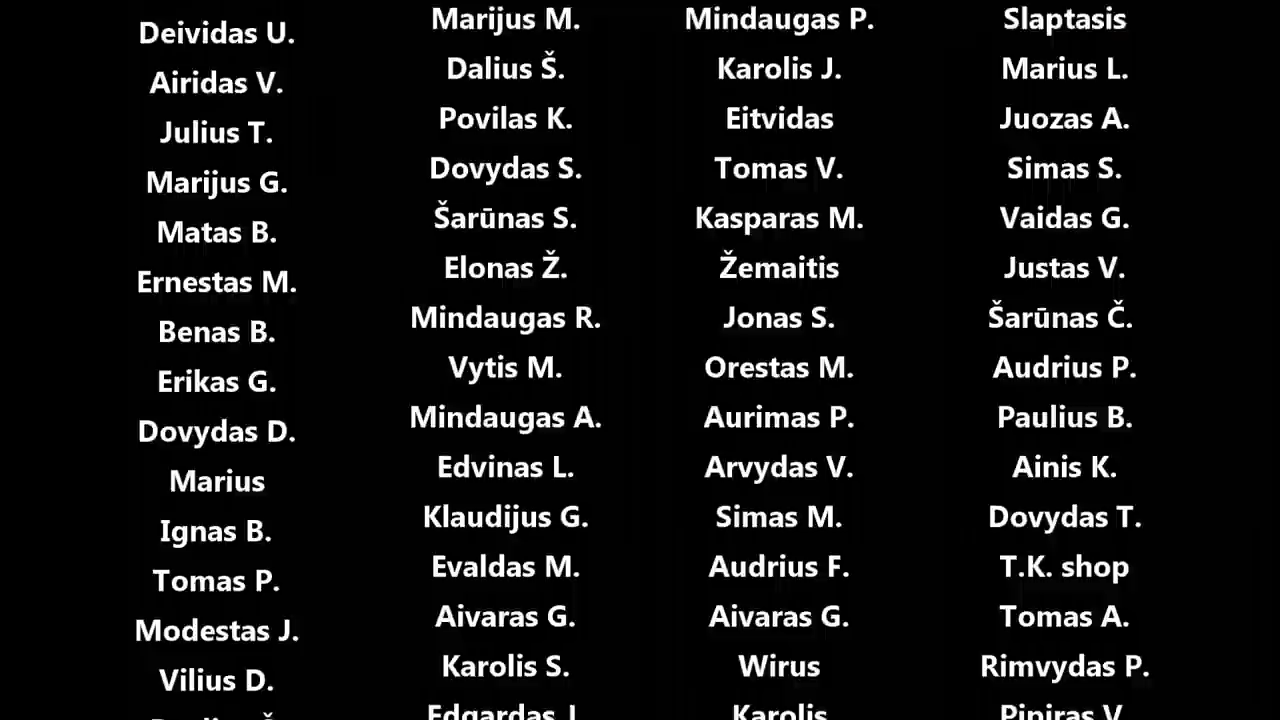 Deividas U.
Airidas V.
Julius T.
Marijus G.
Matas B.
Ernestas M.
Benas B.
Erikas G.
Dovydas D.
Marius
Ignas B.
Tomas P.
Modestas J.
Vilius D.
Marijus M.
Dalius Š.
Povilas K.
Dovydas S.
Šarūnas S.
Elonas Ž.
Mindaugas R.
Vytis M.
Mindaugas A.
Edvinas L.
Klaudijus G.
Evaldas M.
Aivaras G.
Karolis S.
Edgardas
Mindaugas P.
Karolis J.
Eitvidas
Tomas V.
Kasparas M.
Žemaitis
Jonas S.
Orestas M.
Aurimas P.
Arvydas V.
Simas M.
Audrius F.
Aivaras G.
Wirus
Karolis
Slaptasis
Marius L.
Juozas A.
Simas S.
Vaidas G.
Justas V.
Šarūnas Č.
Audrius P.
Paulius B.
Ainis K.
Dovydas T.
T.K. shop
Tomas A.
Rimvydas P.